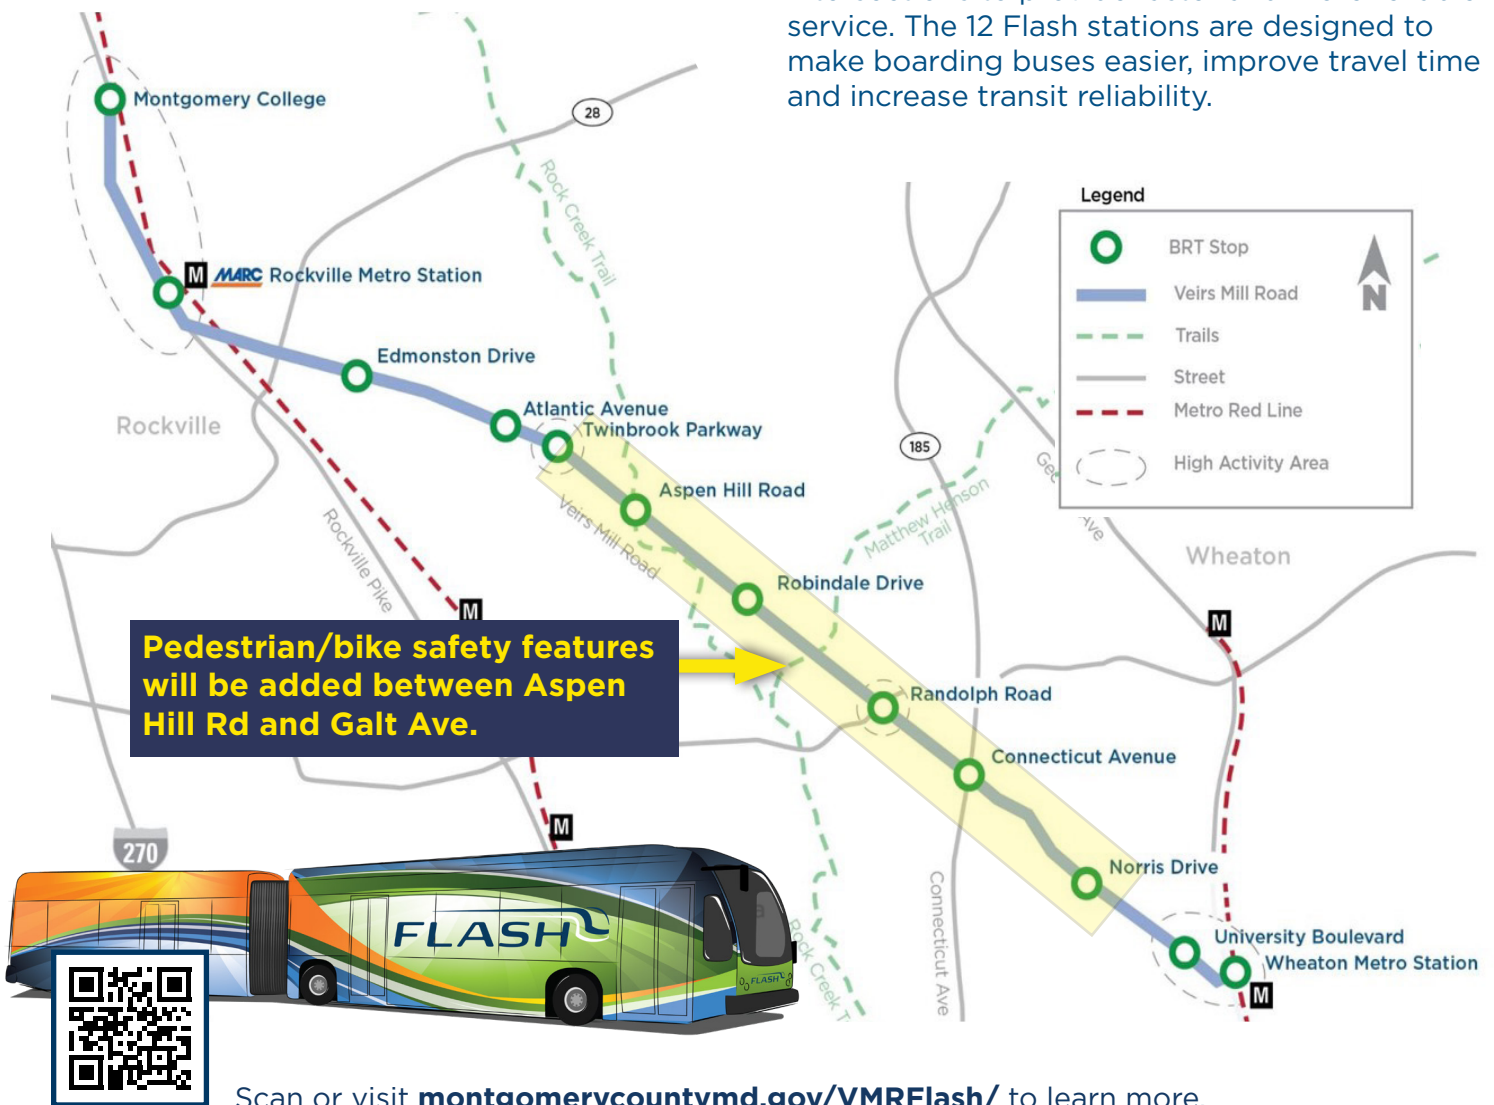 service. The 12 Flash stations are designed to
make boarding buses easier, improve travel time
and increase transit reliability.
Montgomery College
28
Rock Creek Trail
Legend
BRT Stop
Veirs Mill Road
Trails
Street
Metro Red Line
High Activity Area
N
M MARC Rockville Metro Station
Edmonston Drive
Rockville
Atlantic Avenue
Twinbrook Parkway
185
Aspen Hill Road
Veirs Mill Road
Matthew Henson
Trail
Ave
Wheaton
Rockville Pike
Robindale Drive
M
M
Pedestrian/bike safety features
will be added between Aspen
Hill Rd and Galt Ave.
Randolph Road
Connecticut Avenue
M
270
Norris Drive
Connecticut Ave
FLASH
FLASH
Rock Creek T
University Boulevard
Wheaton Metro Station
M
Scan or visit montgomerycountymd.gov/VMRFlash/ to learn more.